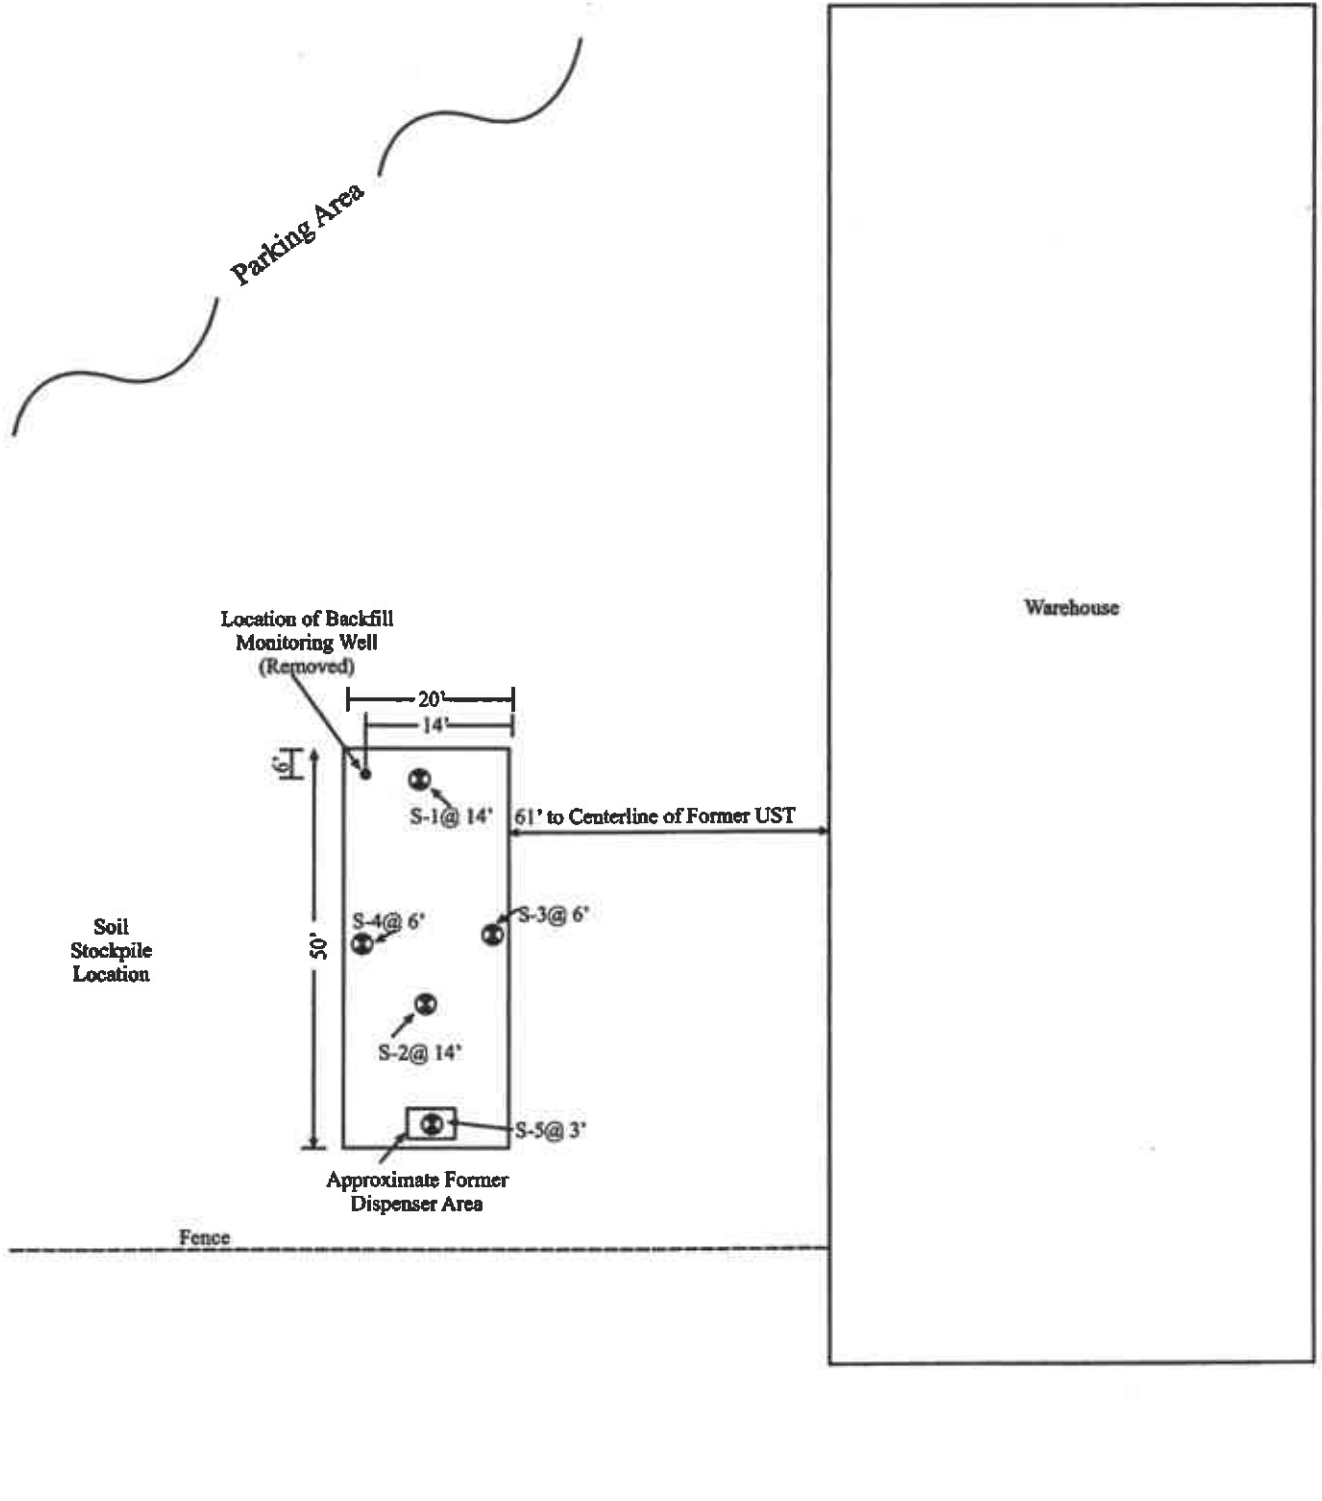 Parking Area
Warehouse
Location of Backfill
Monitoring Well
(Removed)
20'
14'
6'
S-1@ 14'
61' to Centerline of Former UST
S-4@ 6'
S-3@ 6'
50'
Soil
Stockpile
Location
S-2@ 14'
S-5@ 3'
Approximate Former
Dispenser Area
Fence